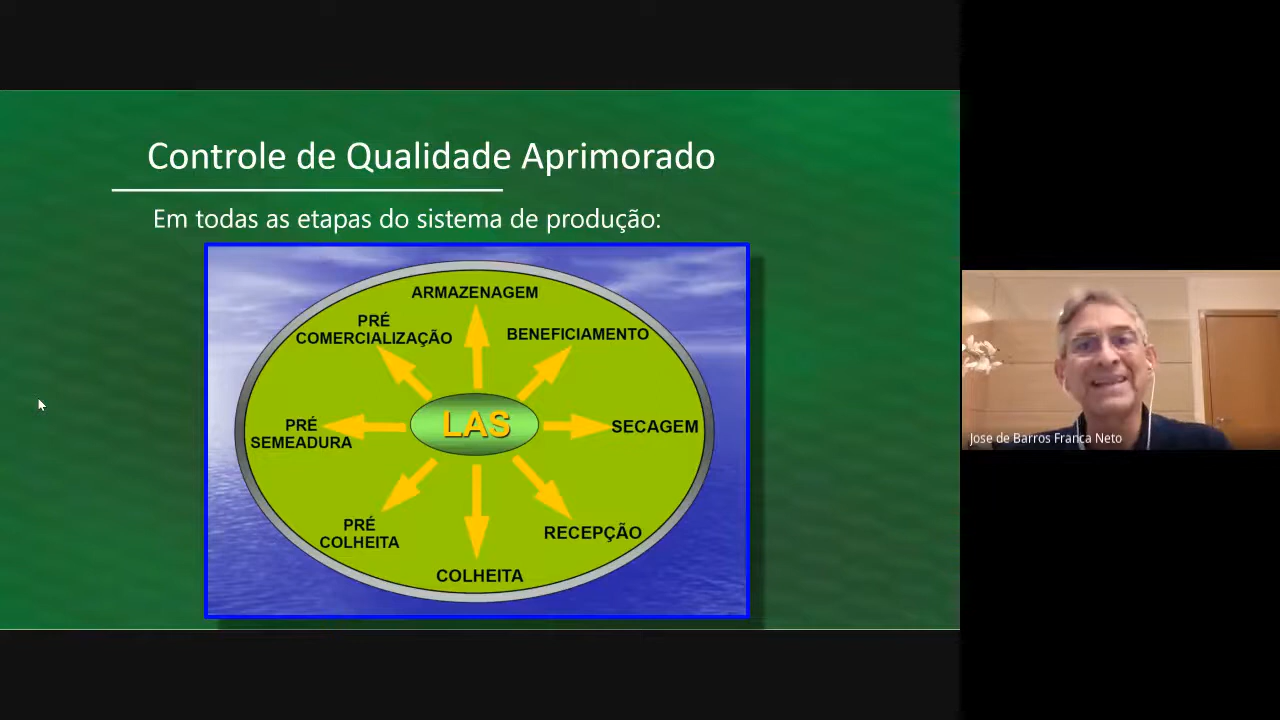 Controle de Qualidade Aprimorado
Em todas as etapas do sistema de produção:
ARMAZENAGEM
PRÉ
COMERCIALIZAÇÃO
BENEFICIAMENTO
PRÉ
SEMEADURA
LAS
SECAGEM
PRÉ
COLHEITA
RECEPÇÃO
COLHEITA
Jose de Barros Franca Neto